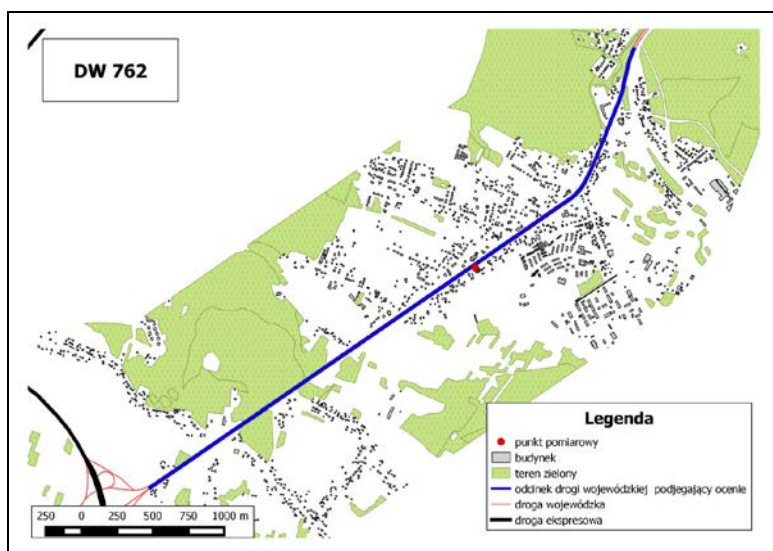 DW 762
Legenda
punkt pomiarowy
budynek
teren zielony
odcinek drogi wojewódzkiej podjegający ocenie
droga wojewódzka
droga ekspresowa
250 0 250 500 750 1000 m